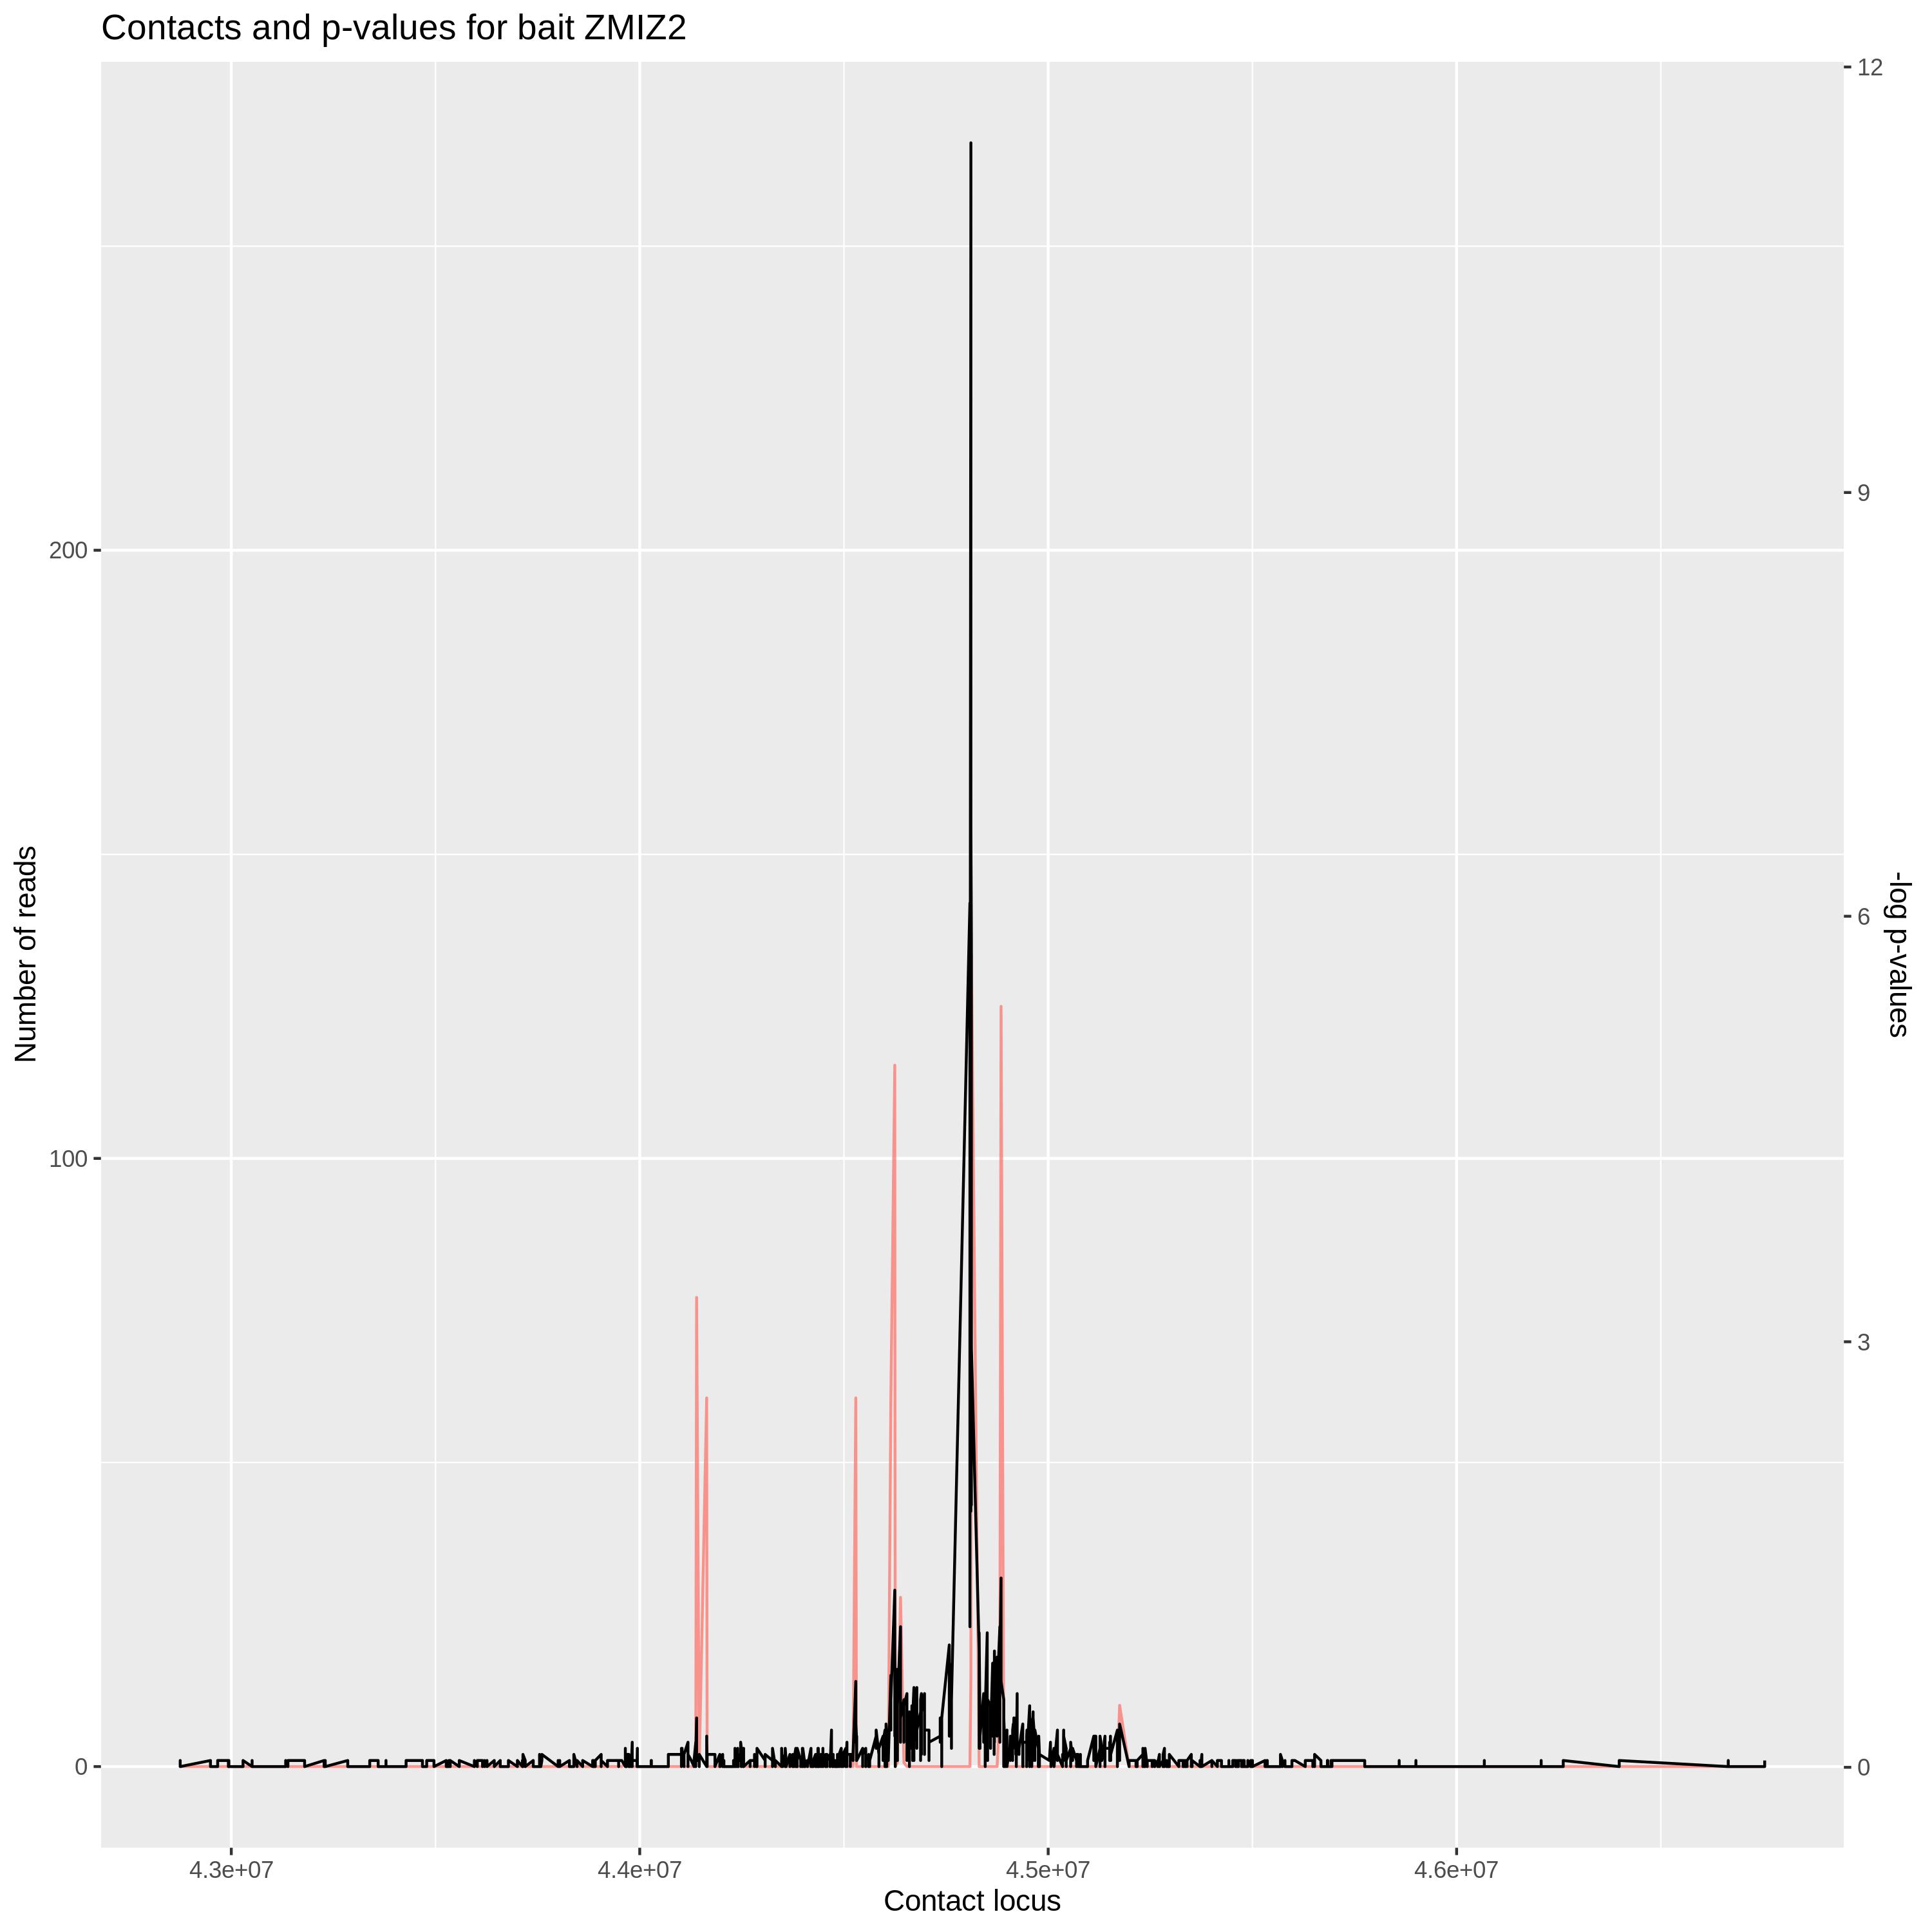 Contacts and p-values for bait ZMIZ2
12
9
6
3
0
-log p-values
200
100
0
Number of reads
4.3e+07
4.4e+07
4.5e+07
4.6e+07
Contact locus